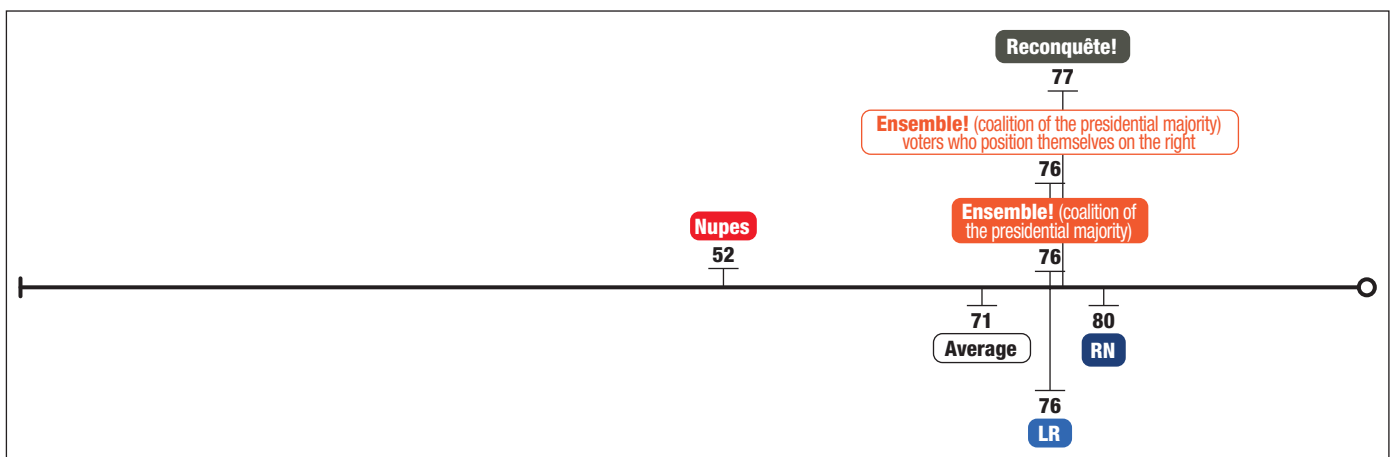 Reconquête!
77
Ensemble! (coalition of the presidential majority)
voters who position themselves on the right
76
Ensemble! (coalition of
the presidential majority)
76
Nupes
52
71
Average
80
RN
76
LR